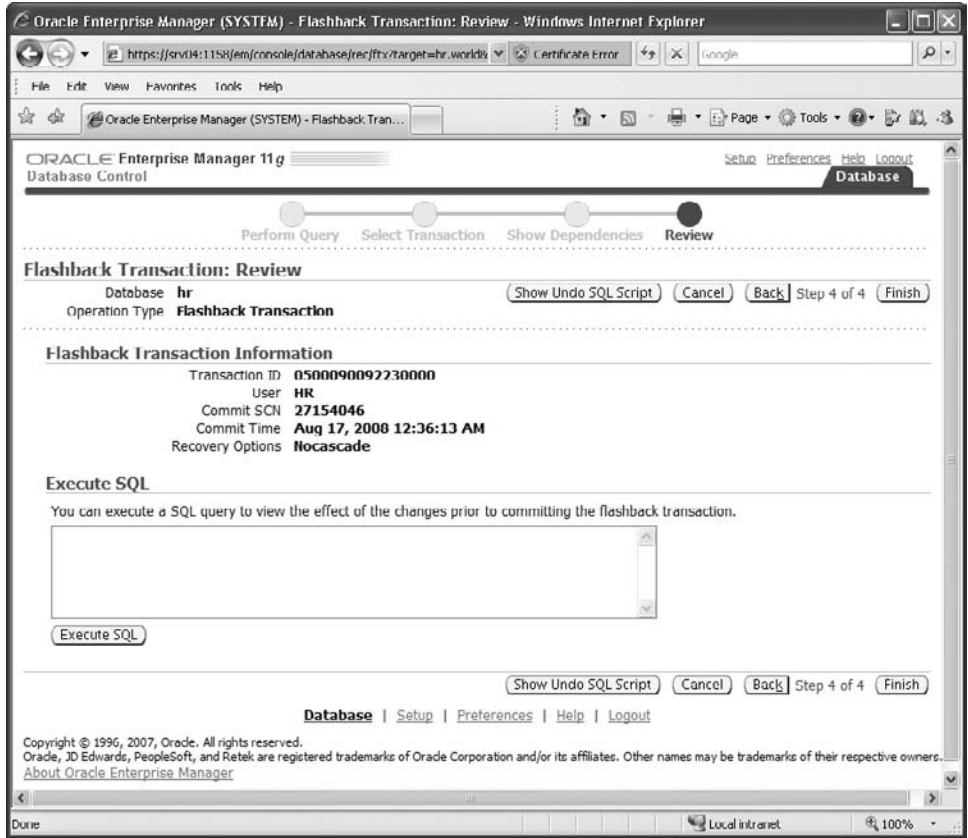 Oracle Enterprise Manager (SYSTEM) - Flashback Transaction: Review - Windows Internet Explorer
https://srv04:1158/em/console/database/rec/ftx?target=hr.world& Certificate Error Google
File Edit View Favorites Tools Help
Oracle Enterprise Manager (SYSTEM) - Flashback Tran... Page Tools
ORACLE Enterprise Manager 11g Setup Preferences Help Logout
Database Control Database
Perform Query Select Transaction Show Dependencies Review
Flashback Transaction: Review
Database hr Show Undo SQL Script Cancel Back Step 4 of 4 Finish
Operation Type Flashback Transaction
Flashback Transaction Information
Transaction ID 0500090092230000
User HR
Commit SCN 27154046
Commit Time Aug 17, 2008 12:36:13 AM
Recovery Options Nocascade
Execute SQL
You can execute a SQL query to view the effect of the changes prior to committing the flashback transaction.
Execute SQL
Show Undo SQL Script Cancel Back Step 4 of 4 Finish
Database | Setup | Preferences | Help | Logout
Copyright © 1996, 2007, Oracle. All rights reserved.
Oracle, JD Edwards, PeopleSoft, and Retek are registered trademarks of Oracle Corporation and/or its affiliates. Other names may be trademarks of their respective owners.
About Oracle Enterprise Manager
Done Local intranet 100%